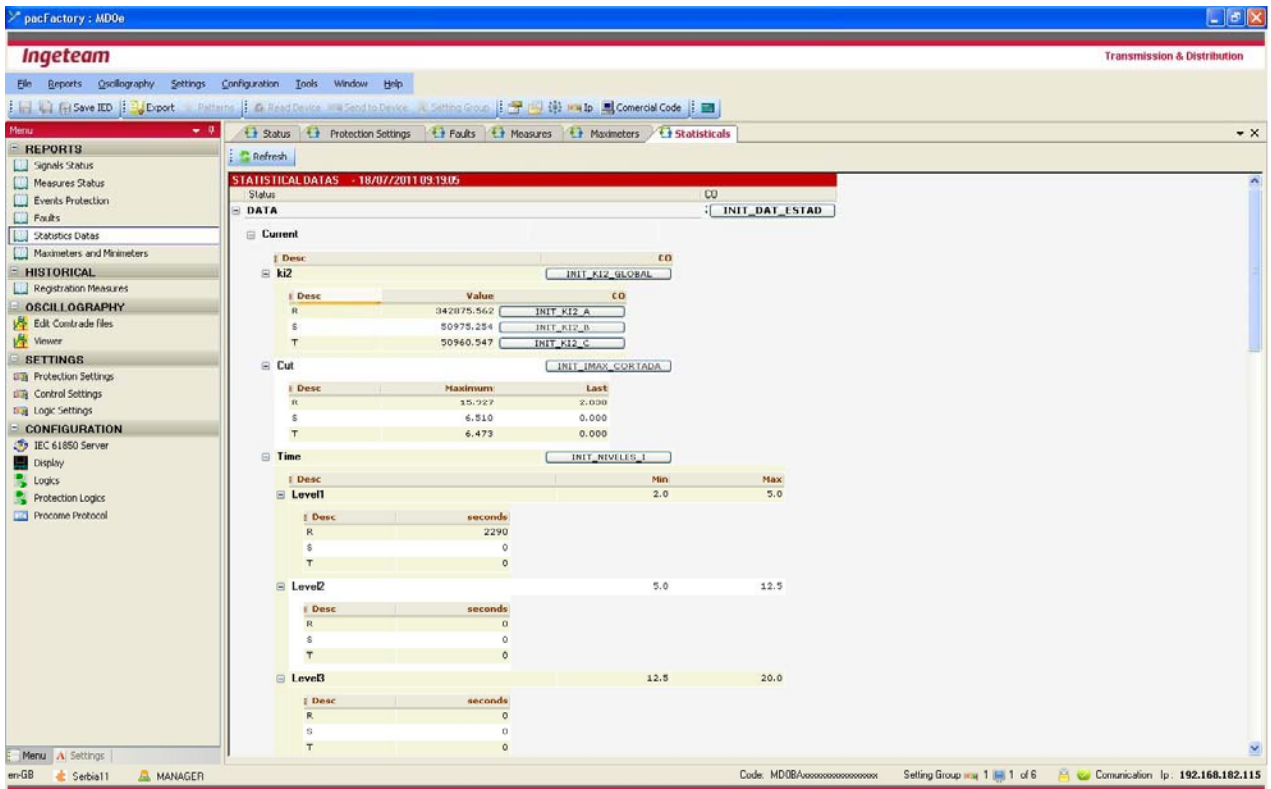 pacFactory : MD0e
Ingeteam
Transmission & Distribution
File Reports Oscillography Settings Configuration Tools Window Help
Save IED Export Patterns Read Device Send to Device Setting Group Ip Comercial Code
Menu
Status Protection Settings Faults Measures Maximeters Statisticals
REPORTS
Signals Status
Measures Status
Events Protection
Faults
Statistics Datas
Maximeters and Minimeters
HISTORICAL
Registration Measures
OSCILLOGRAPHY
Edit Comtrade files
Viewer
SETTINGS
Protection Settings
Control Settings
Logic Settings
CONFIGURATION
IEC 61850 Server
Display
Logics
Protection Logics
Procome Protocol
Menu Settings
Refresh
STATISTICAL DATAS - 18/07/2011 09:19:05
Status CO
DATA INIT_DAT_ESTAD
Current
Desc CO
ki2 INIT_KI2_GLOBAL
Desc Value CO
R 342875.562 INIT_KI2_A
S 50975.254 INIT_KI2_B
T 50960.547 INIT_KI2_C
Cut INIT_IMAX_CORTADA
Desc Maximum Last
R 15.927 2.030
S 6.510 0.000
T 6.473 0.000
Time INIT_NIVELES_I
Desc Min Max
Level1 2.0 5.0
Desc seconds
R 2290
S 0
T 0
Level2 5.0 12.5
Desc seconds
R 0
S 0
T 0
Level3 12.5 20.0
Desc seconds
R 0
S 0
T 0
en-GB Serbia11 MANAGER Code: MD0BAxxxxxxxxxxxxxxxxx Setting Group 1 1 of 6 Comunication Ip: 192.168.182.115